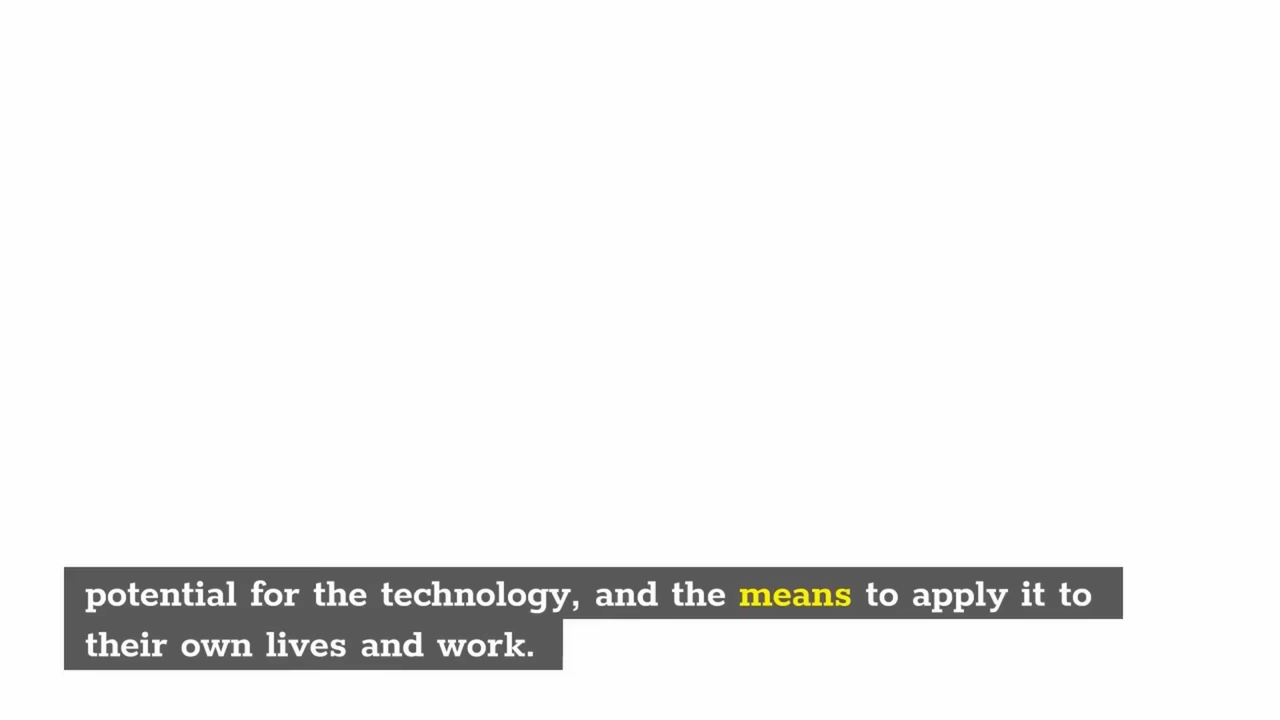 potential for the technology, and the means to apply it to
their own lives and work.